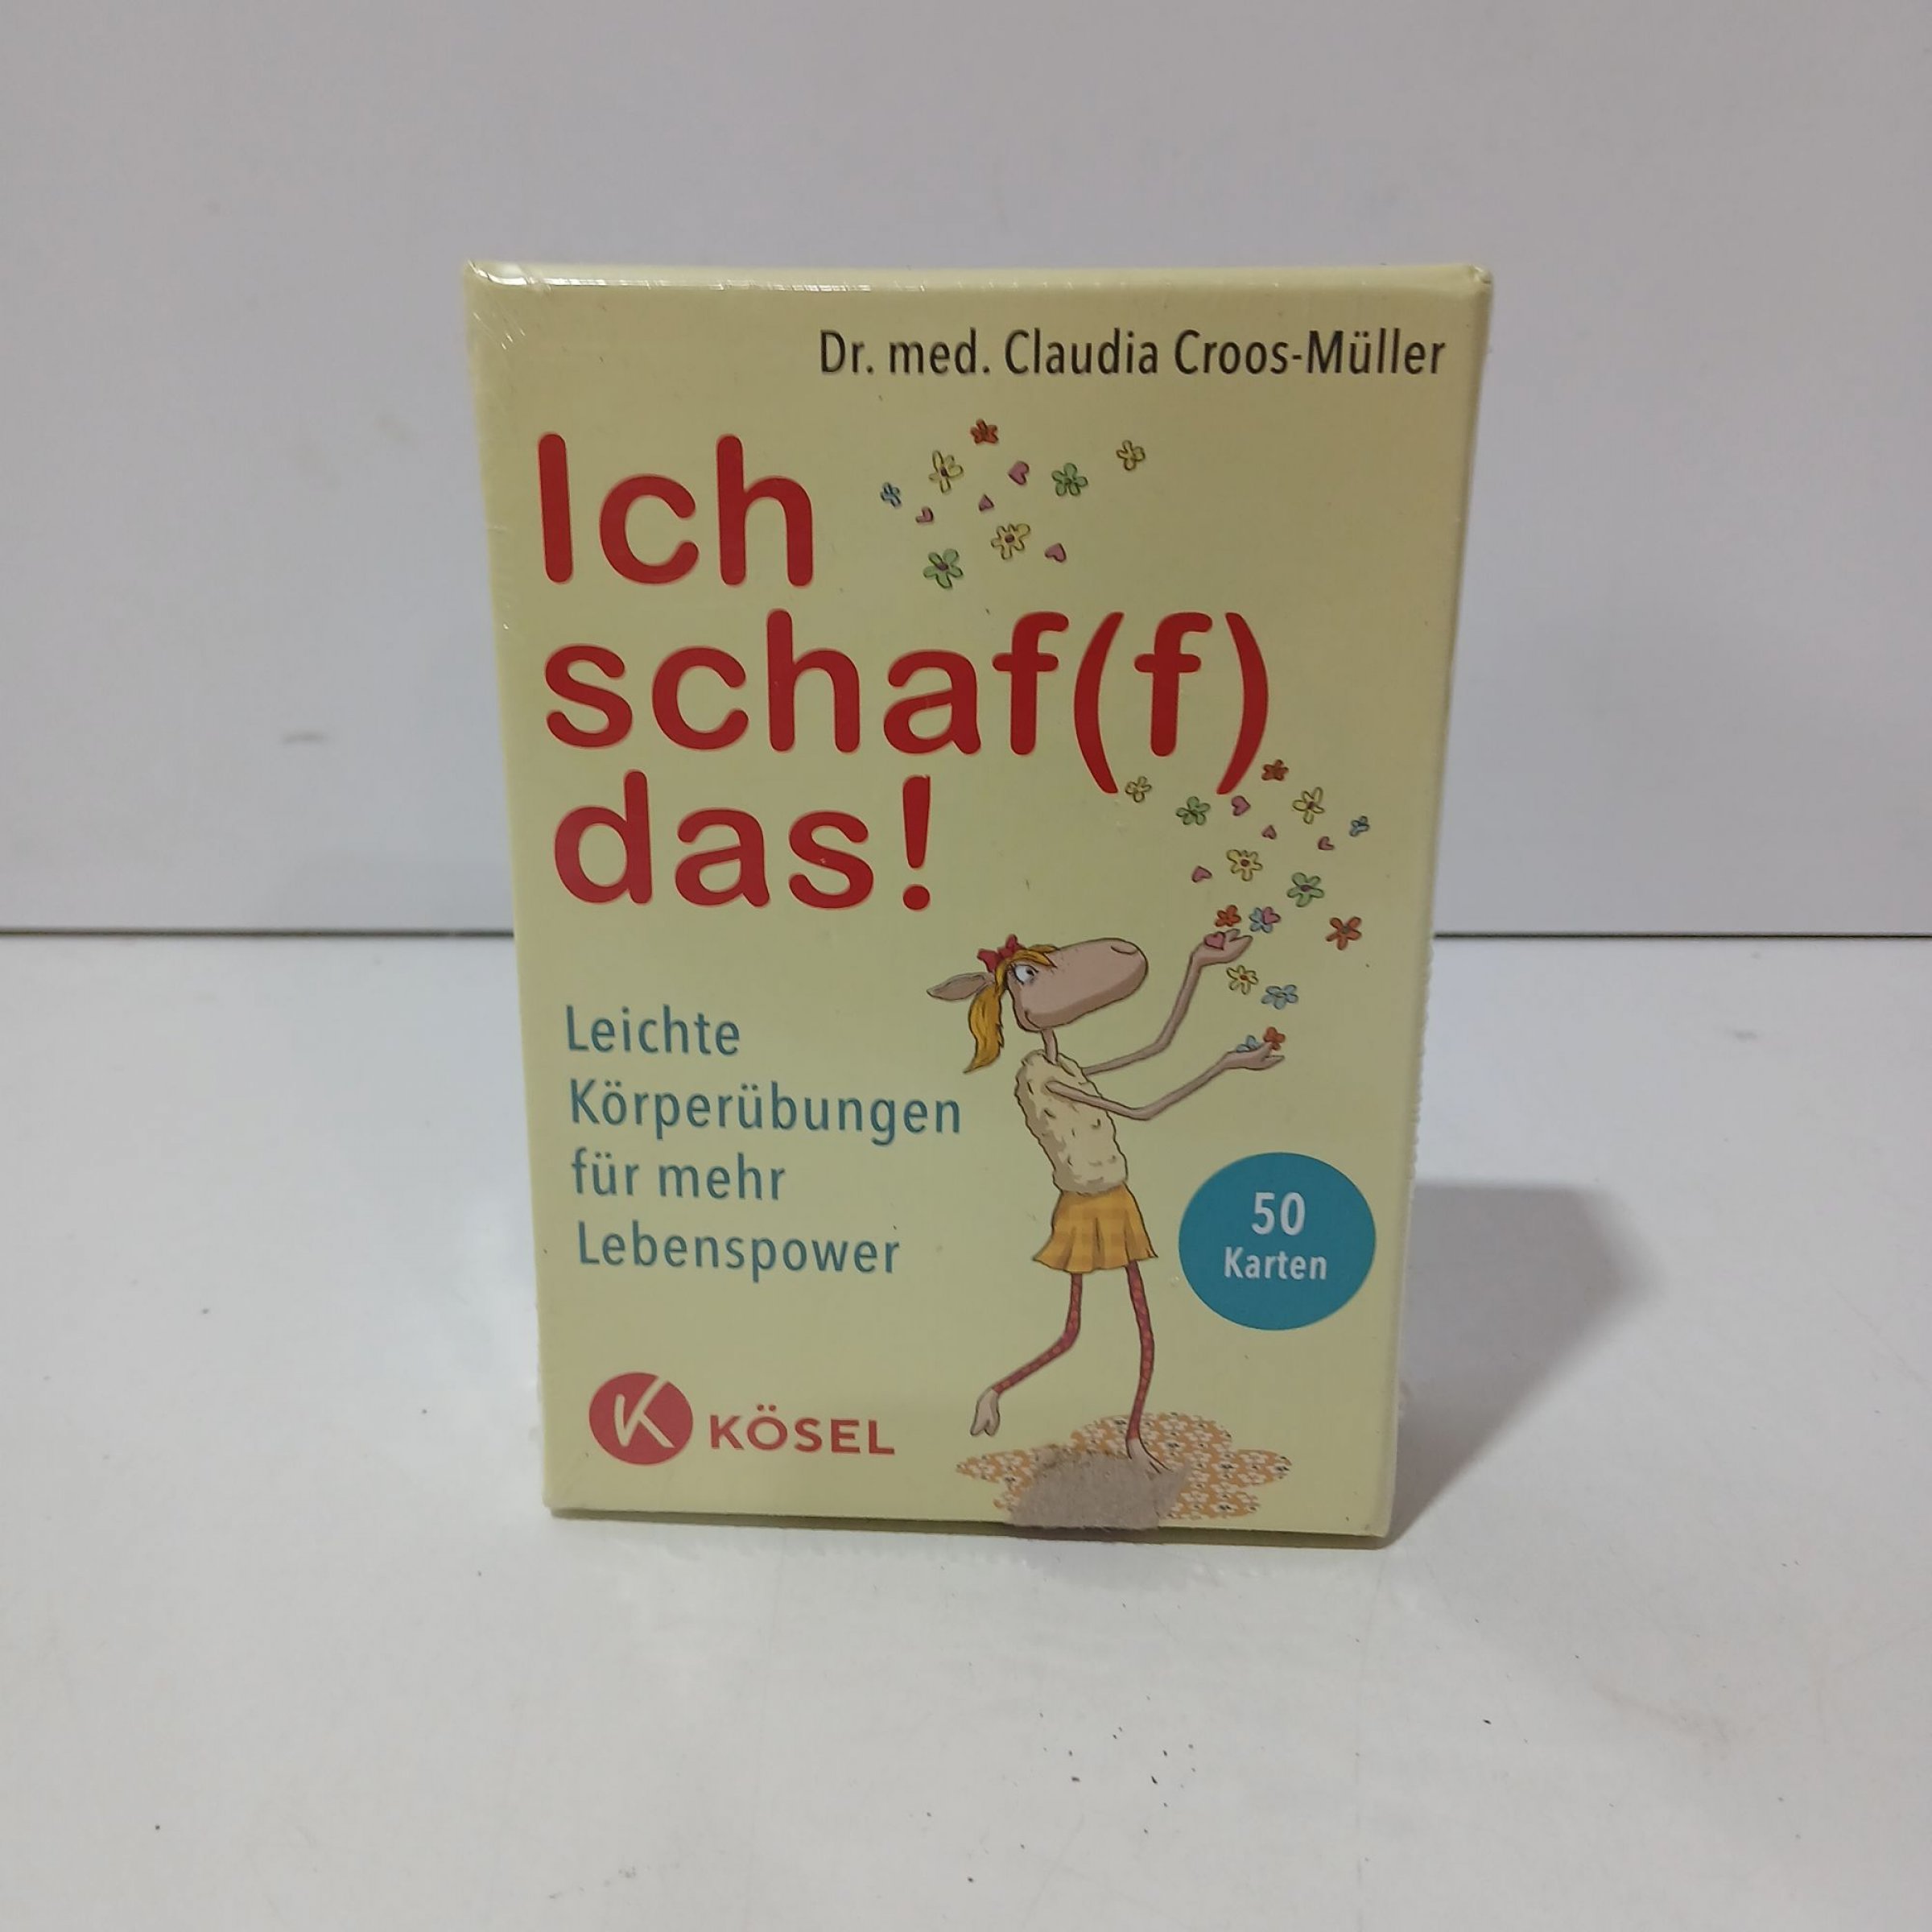 Dr. med. Claudia Croos-Müller
Ich
schaf(f)
das!
Leichte
Körperübungen
für mehr
Lebenspower
50
Karten
K KÖSEL